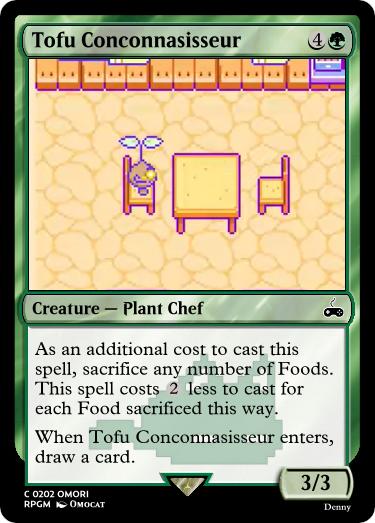 Tofu Conconnasisseur 4
Creature — Plant Chef
As an additional cost to cast this
spell, sacrifice any number of Foods.
This spell costs 2 less to cast for
each Food sacrificed this way.
When Tofu Conconnasisseur enters,
draw a card.
3/3
C 0202 OMORI
RPGM Omocat
Denny